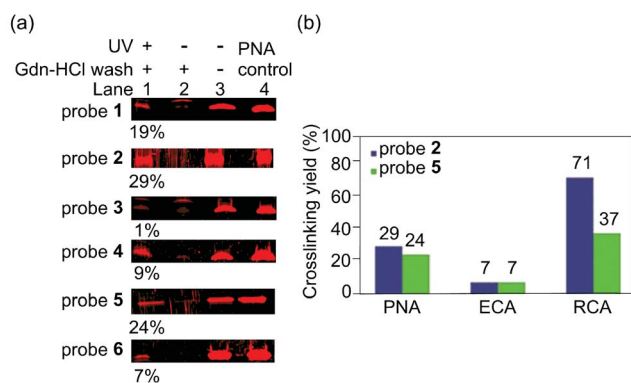 (a)
UV + - - PNA
Gdn-HCl wash + + - control
Lane 1 2 3 4
probe 1
19%
probe 2
29%
probe 3
1%
probe 4
9%
probe 5
24%
probe 6
7%
(b)
Crosslinking yield (%)
100
80
60
40
20
0
probe 2
probe 5
29 24
7 7
71
37
PNA ECA RCA